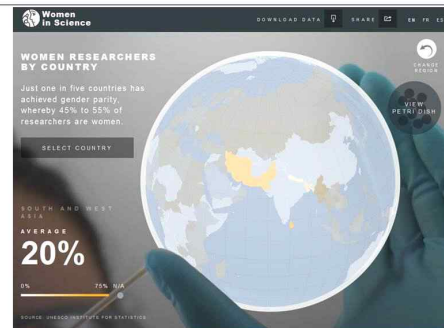 Women
in Science
DOWNLOAD DATA
SHARE
EN FR ES
WOMEN RESEARCHERS
BY COUNTRY
Just one in five countries has
achieved gender parity,
whereby 45% to 55% of
researchers are women.
SELECT COUNTRY
CHANGE
REGION
VIEW
PETRI DISH
SOUTH AND WEST
ASIA
AVERAGE
20%
0% 75% N/A
SOURCE: UNESCO INSTITUTE FOR STATISTICS